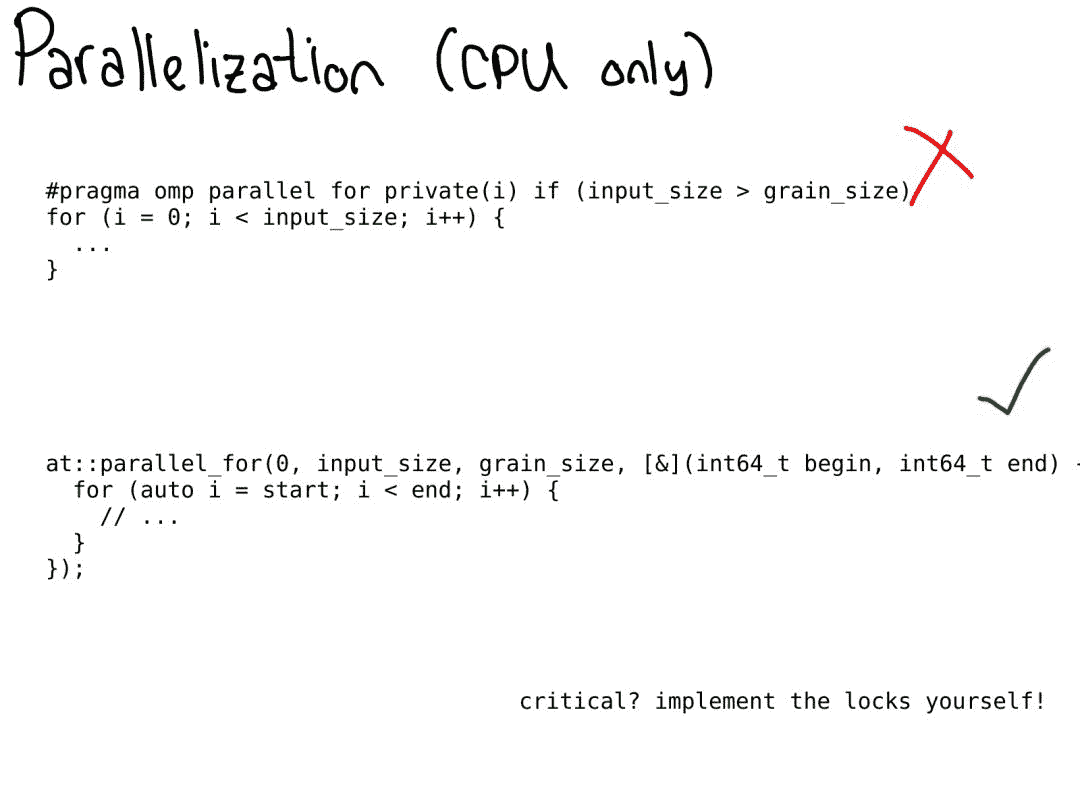 Parallelization (CPU only)
#pragma omp parallel for private(i) if (input_size > grain_size)
for (i = 0; i < input_size; i++) {
  ...
}
at::parallel_for(0, input_size, grain_size, [&](int64_t begin, int64_t end)
  for (auto i = start; i < end; i++) {
    // ...
  }
});
critical? implement the locks yourself!